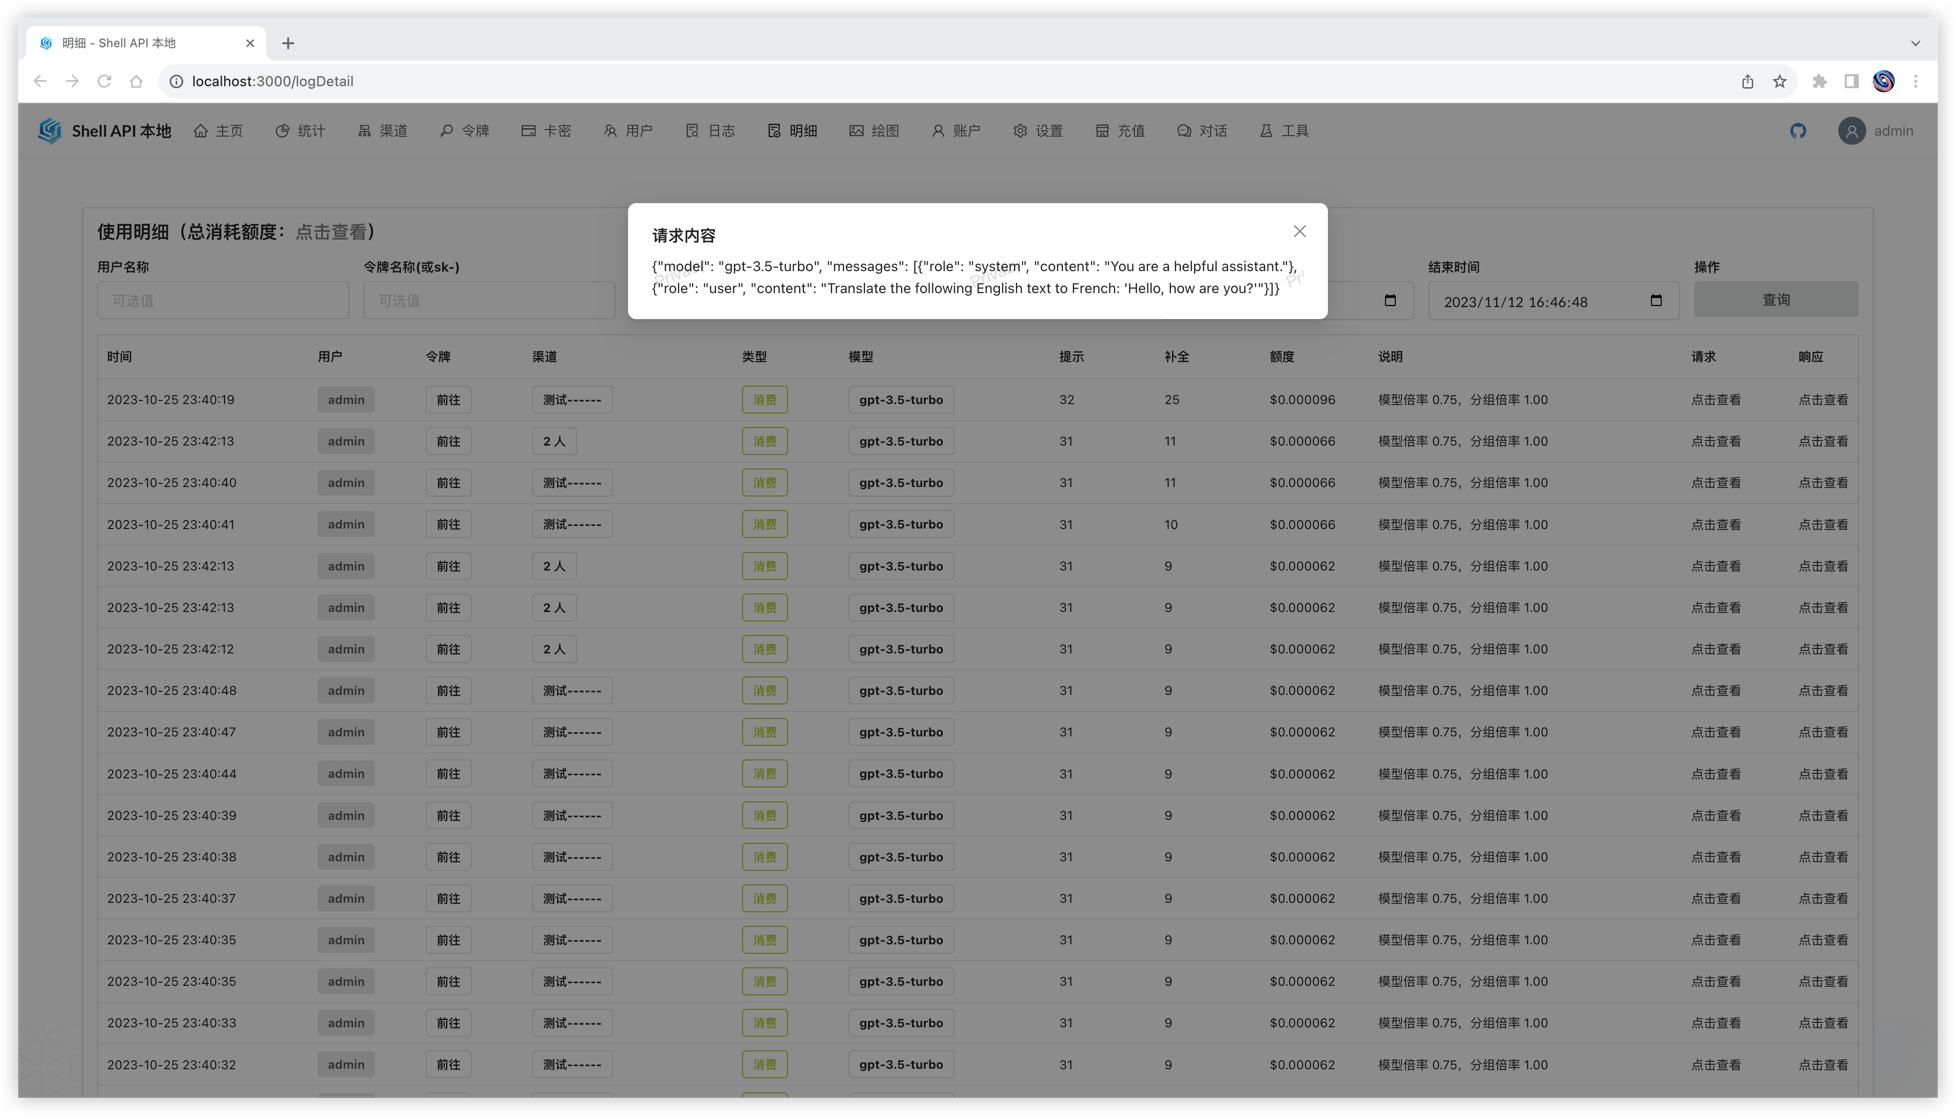 明细 - Shell API 本地
localhost:3000/logDetail
Shell API 本地 主页 统计 渠道 令牌 卡密 用户 日志 明细 绘图 账户 设置 充值 对话 工具 admin
使用明细（总消耗额度：点击查看）
请求内容
{"model": "gpt-3.5-turbo", "messages": [{"role": "system", "content": "You are a helpful assistant."},
{"role": "user", "content": "Translate the following English text to French: 'Hello, how are you?'"}]}
用户名称 令牌名称(或sk-) 结束时间 操作
可选值 可选值 2023/11/12 16:46:48 查询
时间 用户 令牌 渠道 类型 模型 提示 补全 额度 说明 请求 响应
2023-10-25 23:40:19 admin 前往 测试------ 消费 gpt-3.5-turbo 32 25 $0.000096 模型倍率 0.75，分组倍率 1.00 点击查看 点击查看
2023-10-25 23:42:13 admin 前往 2 人 消费 gpt-3.5-turbo 31 11 $0.000066 模型倍率 0.75，分组倍率 1.00 点击查看 点击查看
2023-10-25 23:40:40 admin 前往 测试------ 消费 gpt-3.5-turbo 31 11 $0.000066 模型倍率 0.75，分组倍率 1.00 点击查看 点击查看
2023-10-25 23:40:41 admin 前往 测试------ 消费 gpt-3.5-turbo 31 10 $0.000066 模型倍率 0.75，分组倍率 1.00 点击查看 点击查看
2023-10-25 23:42:13 admin 前往 2 人 消费 gpt-3.5-turbo 31 9 $0.000062 模型倍率 0.75，分组倍率 1.00 点击查看 点击查看
2023-10-25 23:42:13 admin 前往 2 人 消费 gpt-3.5-turbo 31 9 $0.000062 模型倍率 0.75，分组倍率 1.00 点击查看 点击查看
2023-10-25 23:42:12 admin 前往 2 人 消费 gpt-3.5-turbo 31 9 $0.000062 模型倍率 0.75，分组倍率 1.00 点击查看 点击查看
2023-10-25 23:40:48 admin 前往 测试------ 消费 gpt-3.5-turbo 31 9 $0.000062 模型倍率 0.75，分组倍率 1.00 点击查看 点击查看
2023-10-25 23:40:47 admin 前往 测试------ 消费 gpt-3.5-turbo 31 9 $0.000062 模型倍率 0.75，分组倍率 1.00 点击查看 点击查看
2023-10-25 23:40:44 admin 前往 测试------ 消费 gpt-3.5-turbo 31 9 $0.000062 模型倍率 0.75，分组倍率 1.00 点击查看 点击查看
2023-10-25 23:40:39 admin 前往 测试------ 消费 gpt-3.5-turbo 31 9 $0.000062 模型倍率 0.75，分组倍率 1.00 点击查看 点击查看
2023-10-25 23:40:38 admin 前往 测试------ 消费 gpt-3.5-turbo 31 9 $0.000062 模型倍率 0.75，分组倍率 1.00 点击查看 点击查看
2023-10-25 23:40:37 admin 前往 测试------ 消费 gpt-3.5-turbo 31 9 $0.000062 模型倍率 0.75，分组倍率 1.00 点击查看 点击查看
2023-10-25 23:40:35 admin 前往 测试------ 消费 gpt-3.5-turbo 31 9 $0.000062 模型倍率 0.75，分组倍率 1.00 点击查看 点击查看
2023-10-25 23:40:35 admin 前往 测试------ 消费 gpt-3.5-turbo 31 9 $0.000062 模型倍率 0.75，分组倍率 1.00 点击查看 点击查看
2023-10-25 23:40:33 admin 前往 测试------ 消费 gpt-3.5-turbo 31 9 $0.000062 模型倍率 0.75，分组倍率 1.00 点击查看 点击查看
2023-10-25 23:40:32 admin 前往 测试------ 消费 gpt-3.5-turbo 31 9 $0.000062 模型倍率 0.75，分组倍率 1.00 点击查看 点击查看